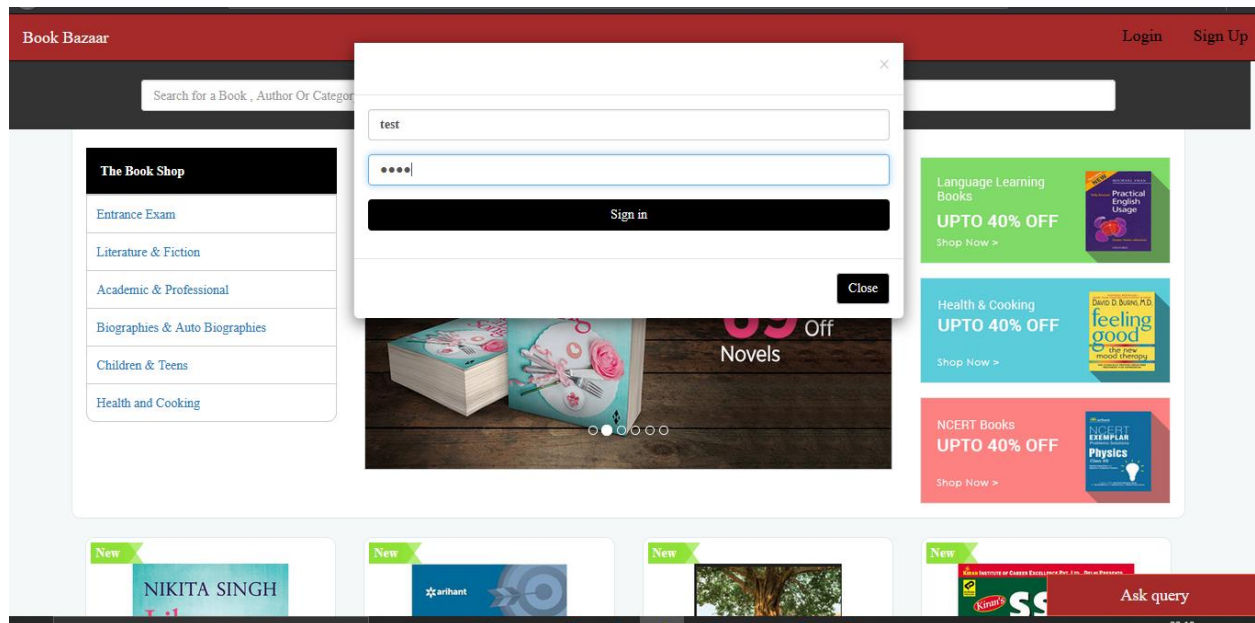 Book Bazaar
Login Sign Up
×
Search for a Book , Author Or Categor
test
••••
Sign in
Close
The Book Shop
Entrance Exam
Literature & Fiction
Academic & Professional
Biographies & Auto Biographies
Children & Teens
Health and Cooking
Off
Novels
Language Learning
Books
UPTO 40% OFF
Shop Now >
NEW
Practical
English
Usage
Health & Cooking
UPTO 40% OFF
Shop Now >
DAVID D. BURNS, M.D.
feeling
good
the new
mood therapy
NCERT Books
UPTO 40% OFF
Shop Now >
arihant
NCERT
EXEMPLAR
Physics
New
NIKITA SINGH
New
arihant
New
New
Kiran's
Ask query